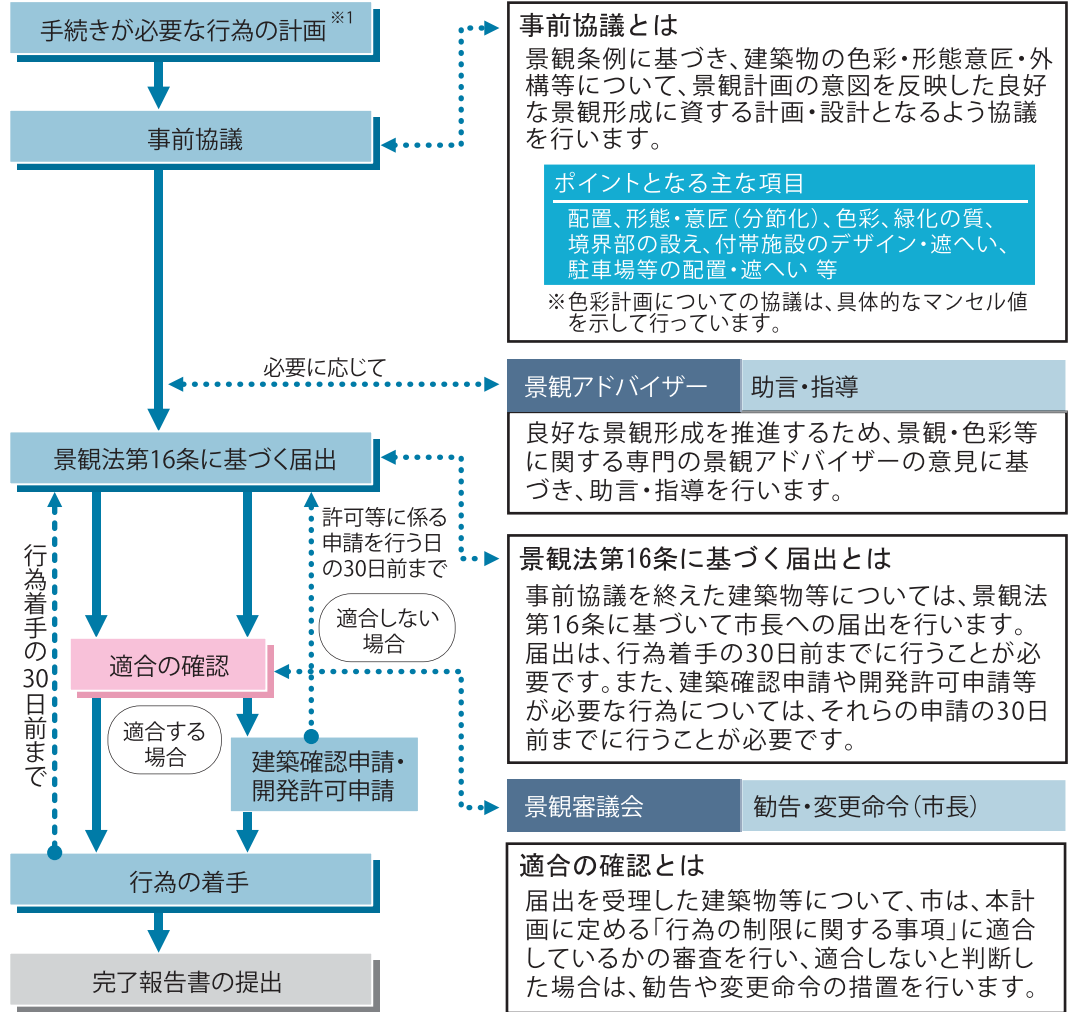 手続きが必要な行為の計画※1
事前協議
必要に応じて
景観法第16条に基づく届出
行為着手の30日前まで
許可等に係る
申請を行う日
の30日前まで
適合しない
場合
適合の確認
適合する
場合
建築確認申請・
開発許可申請
行為の着手
完了報告書の提出
事前協議とは
景観条例に基づき、建築物の色彩・形態意匠・外
構等について、景観計画の意図を反映した良好
な景観形成に資する計画・設計となるよう協議
を行います。
ポイントとなる主な項目
配置、形態・意匠（分節化）、色彩、緑化の質、
境界部の設え、付帯施設のデザイン・遮へい、
駐車場等の配置・遮へい 等
※色彩計画についての協議は、具体的なマンセル値
を示して行っています。
景観アドバイザー 助言・指導
良好な景観形成を推進するため、景観・色彩等
に関する専門の景観アドバイザーの意見に基
づき、助言・指導を行います。
景観法第16条に基づく届出とは
事前協議を終えた建築物等については、景観法
第16条に基づいて市長への届出を行います。
届出は、行為着手の30日前までに行うことが必
要です。また、建築確認申請や開発許可申請等
が必要な行為については、それらの申請の30日
前までに行うことが必要です。
景観審議会 勧告・変更命令（市長）
適合の確認とは
届出を受理した建築物等について、市は、本計
画に定める「行為の制限に関する事項」に適合
しているかの審査を行い、適合しないと判断し
た場合は、勧告や変更命令の措置を行います。